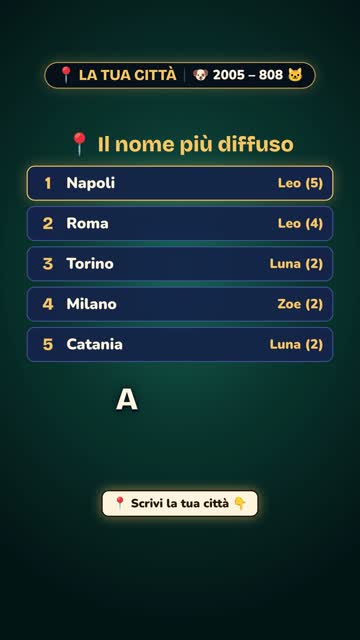 📍 LA TUA CITTÀ | 🐶 2005 – 808 🐱
📍 Il nome più diffuso
1 Napoli Leo (5)
2 Roma Leo (4)
3 Torino Luna (2)
4 Milano Zoe (2)
5 Catania Luna (2)
A
📍 Scrivi la tua città 👇